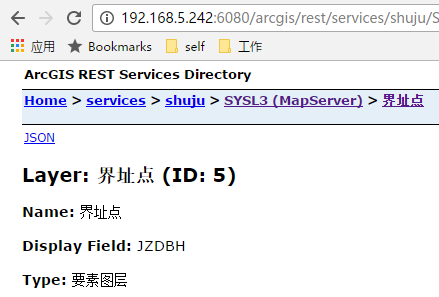 192.168.5.242:6080/arcgis/rest/services/shuju/S
应用 Bookmarks self 工作
ArcGIS REST Services Directory
Home > services > shuju > SYSL3 (MapServer) > 界址点
JSON
Layer: 界址点 (ID: 5)
Name: 界址点
Display Field: JZDBH
Type: 要素图层